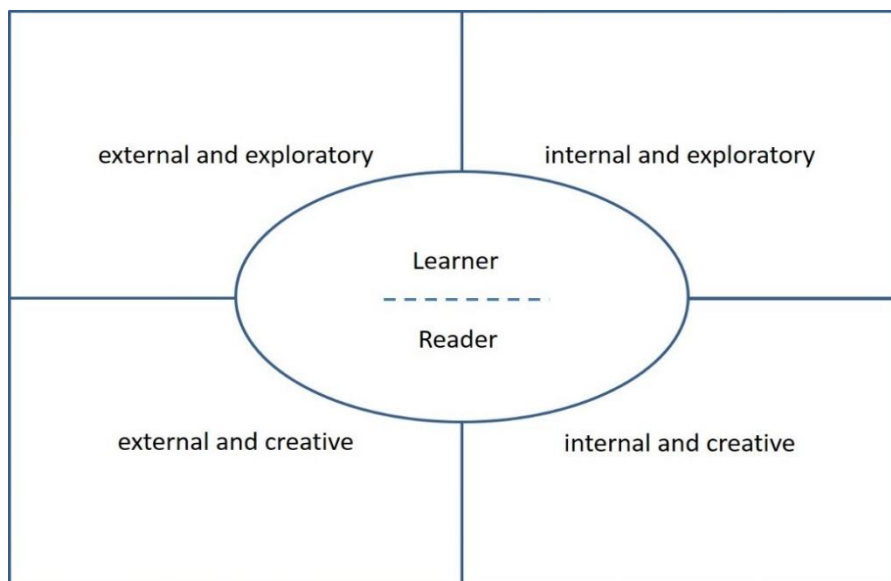 external and exploratory
internal and exploratory
Learner
Reader
external and creative
internal and creative